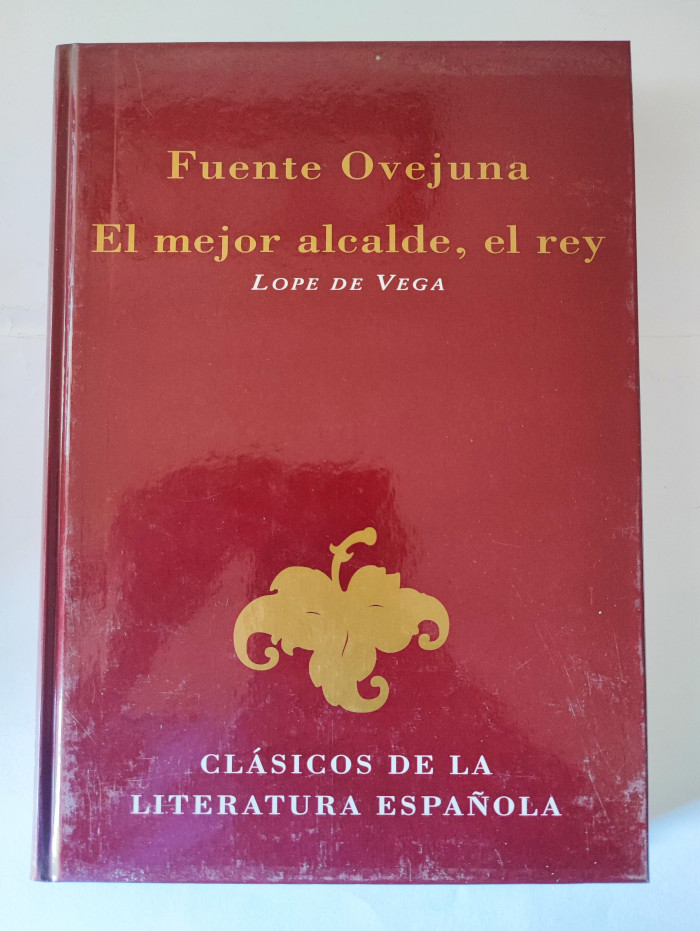 Fuente Ovejuna
El mejor alcalde, el rey
LOPE DE VEGA
CLÁSICOS DE LA
LITERATURA ESPAÑOLA